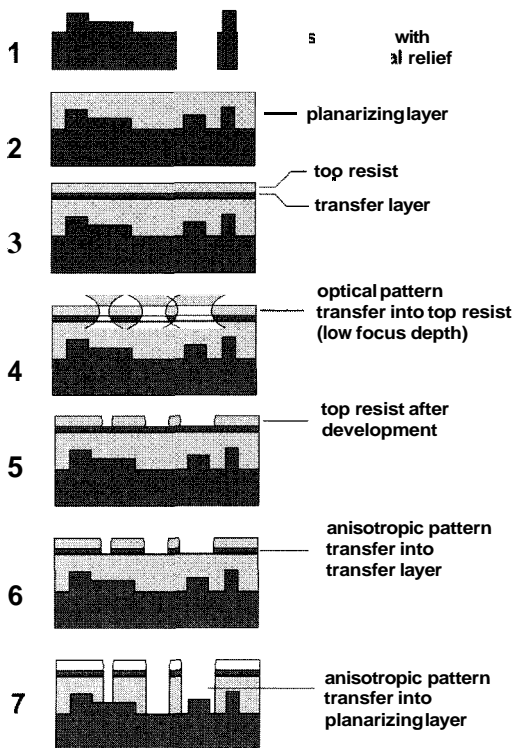 1
with
relief
2
planarizing layer
3
top resist
transfer layer
4
optical pattern
transfer into top resist
(low focus depth)
5
top resist after
development
6
anisotropic pattern
transfer into
transfer layer
7
anisotropic pattern
transfer into
planarizing layer